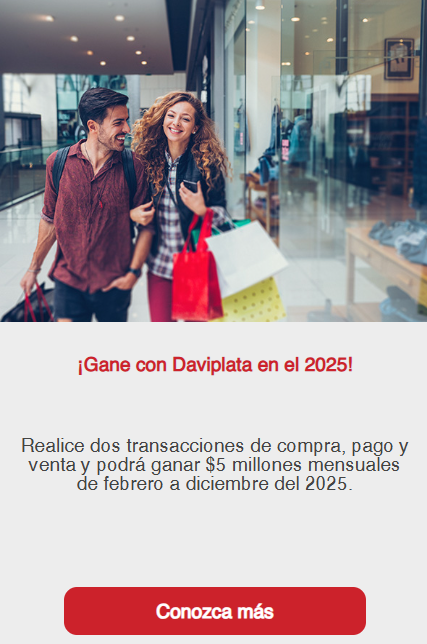 ¡Gane con Daviplata en el 2025!
Realice dos transacciones de compra, pago y
venta y podrá ganar $5 millones mensuales
de febrero a diciembre del 2025.
Conozca más